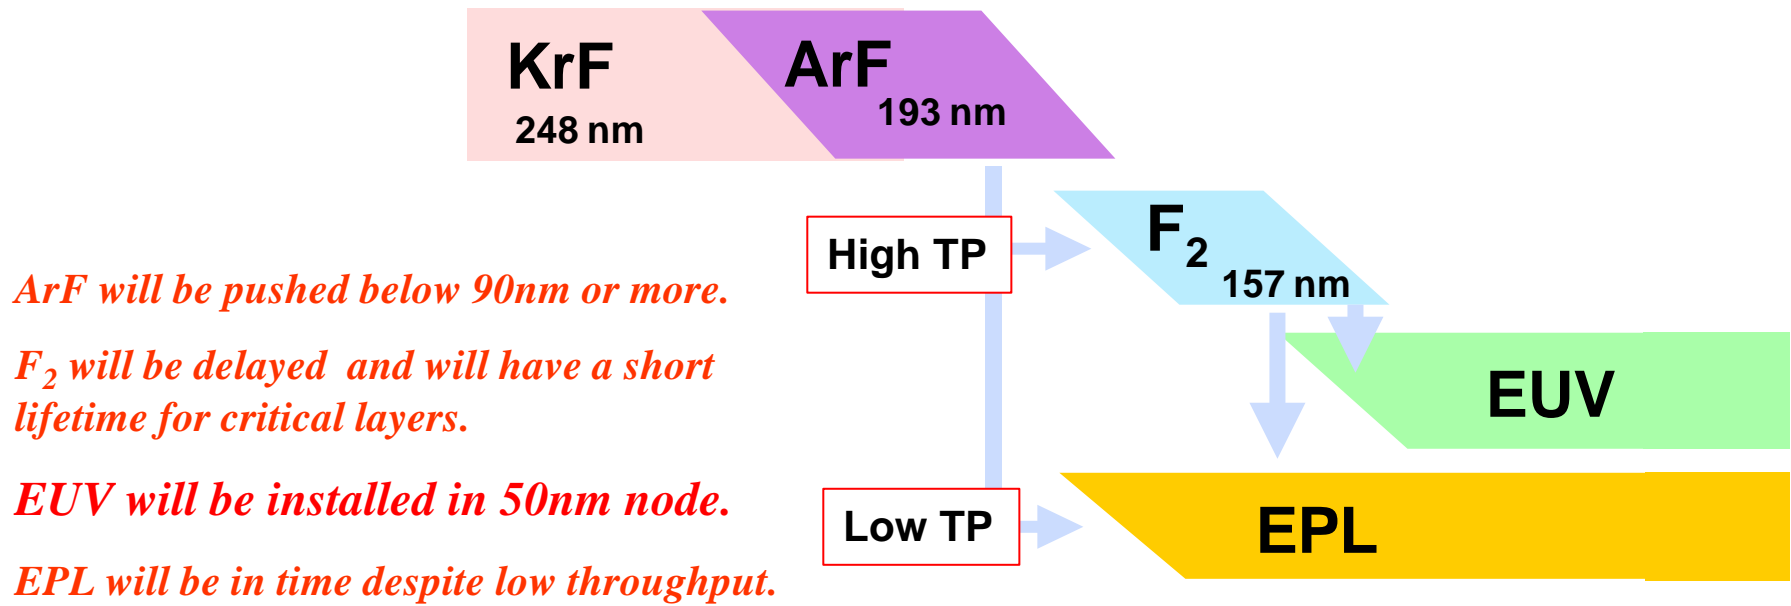 KrF
248 nm
ArF
193 nm
High TP
F2
157 nm
ArF will be pushed below 90nm or more.
F2 will be delayed and will have a short
lifetime for critical layers.
EUV
EUV will be installed in 50nm node.
Low TP
EPL
EPL will be in time despite low throughput.